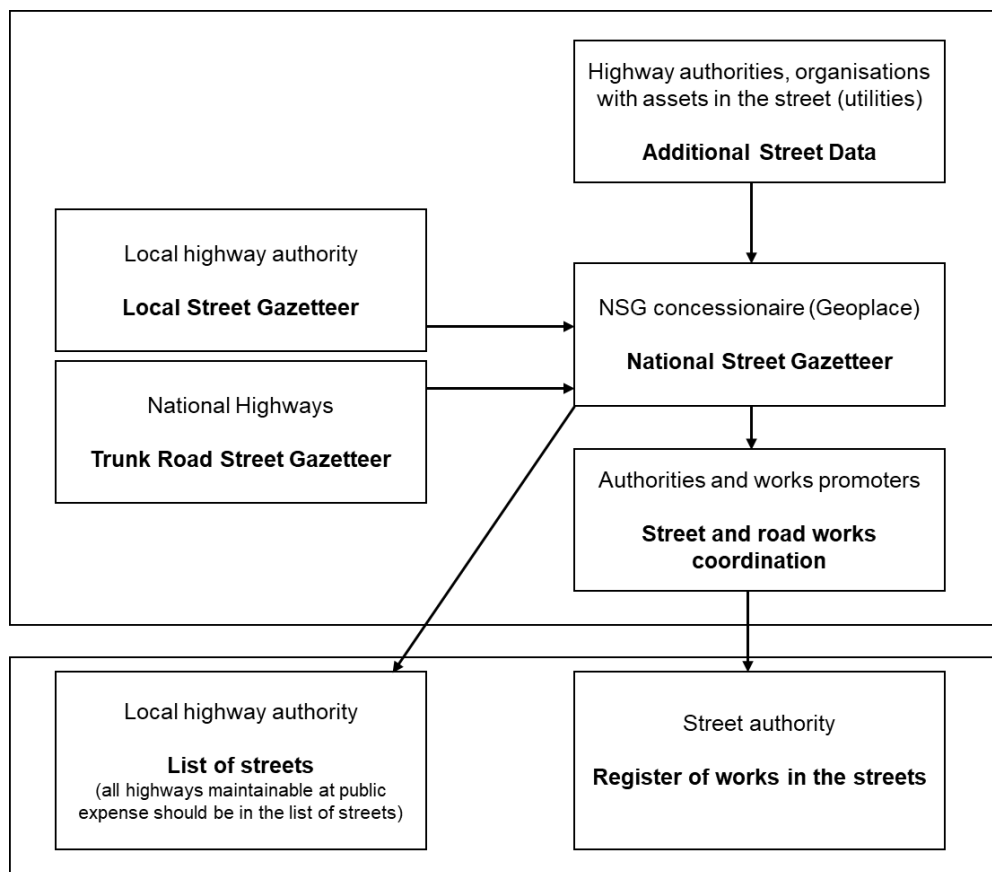 Highway authorities, organisations
with assets in the street (utilities)
Additional Street Data
Local highway authority
Local Street Gazetteer
NSG concessionaire (Geoplace)
National Street Gazetteer
National Highways
Trunk Road Street Gazetteer
Authorities and works promoters
Street and road works
coordination
Local highway authority
List of streets
(all highways maintainable at public
expense should be in the list of streets)
Street authority
Register of works in the streets